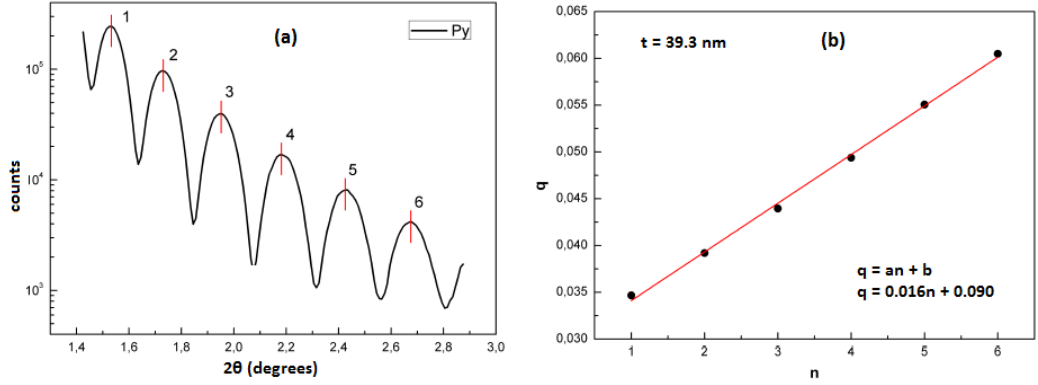 (a)
Py
1
2
3
4
5
6
10^5
10^4
10^3
counts
1,4 1,6 1,8 2,0 2,2 2,4 2,6 2,8 3,0
2θ (degrees)
(b)
t = 39.3 nm
0,065
0,060
0,055
0,050
0,045
0,040
0,035
0,030
q
q = an + b
q = 0.016n + 0.090
1 2 3 4 5 6
n